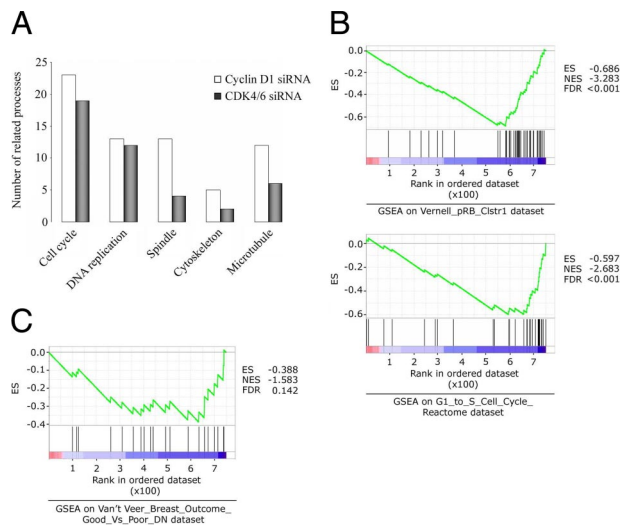 A
Number of related processes
25
20
15
10
5
0
Cyclin D1 siRNA
CDK4/6 siRNA
Cell cycle
DNA replication
Spindle
Cytoskeleton
Microtubule
B
ES
0.0
-0.2
-0.4
-0.6
1 2 3 4 5 6 7
Rank in ordered dataset
(x100)
GSEA on Vernell_pRB_Clstr1 dataset
ES -0.686
NES -3.283
FDR <0.001
ES
0.0
-0.1
-0.2
-0.3
-0.4
-0.5
-0.6
1 2 3 4 5 6 7
Rank in ordered dataset
(x100)
GSEA on G1_to_S_Cell_Cycle_
Reactome dataset
ES -0.597
NES -2.683
FDR <0.001
C
ES
0.0
-0.1
-0.2
-0.3
-0.4
1 2 3 4 5 6 7
Rank in ordered dataset
(x100)
GSEA on Van't Veer_Breast_Outcome_
Good_Vs_Poor_DN dataset
ES -0.388
NES -1.583
FDR 0.142